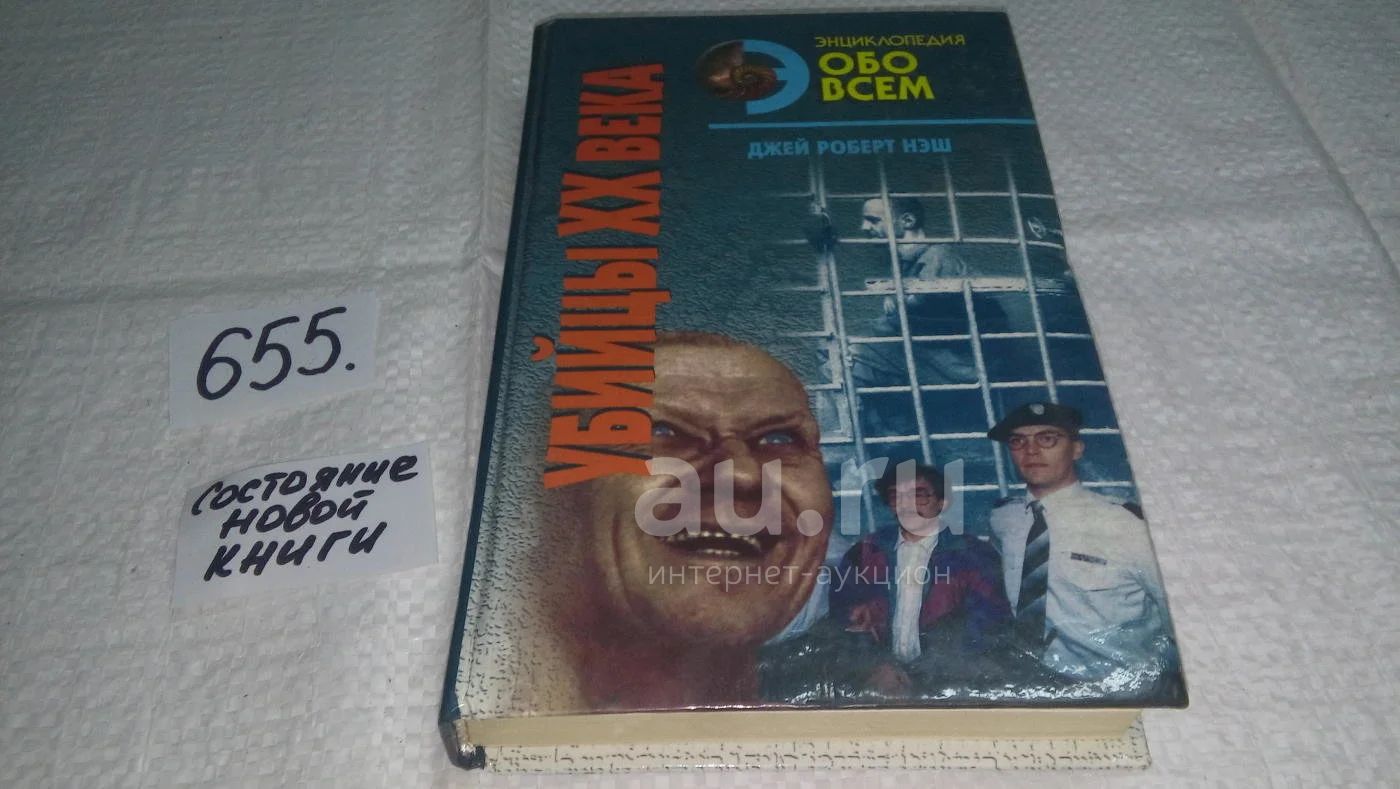 ЭНЦИКЛОПЕДИЯ
ОБО
ВСЕМ
ДЖЕЙ РОБЕРТ НЭШ
УБИЙЦЫ XX ВЕКА
655.
состояние
новой
книги
au.ru
интернет-аукцион